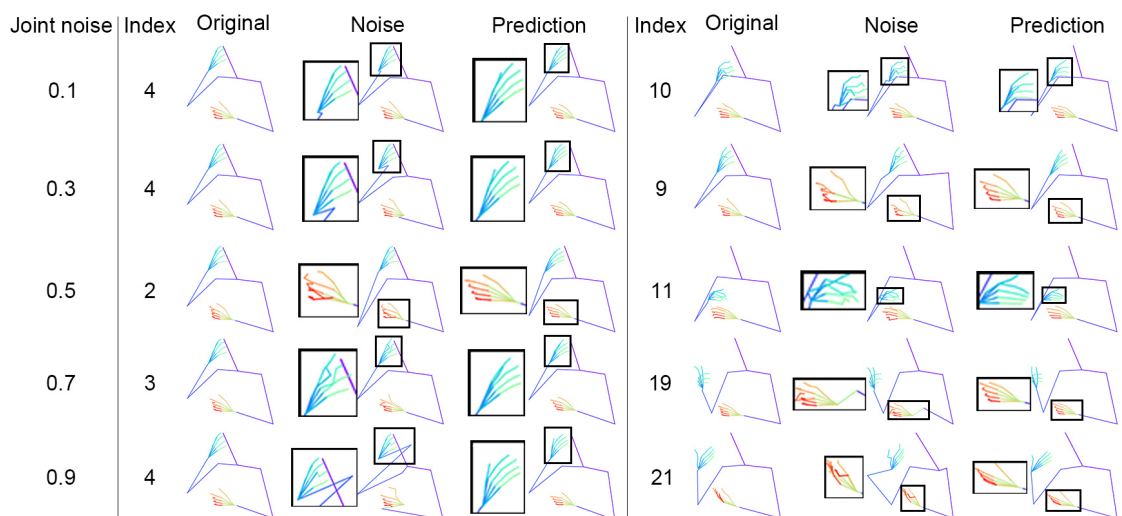 Joint noise Index Original Noise Prediction Index Original Noise Prediction
0.1 4 10
0.3 4 9
0.5 2 11
0.7 3 19
0.9 4 21